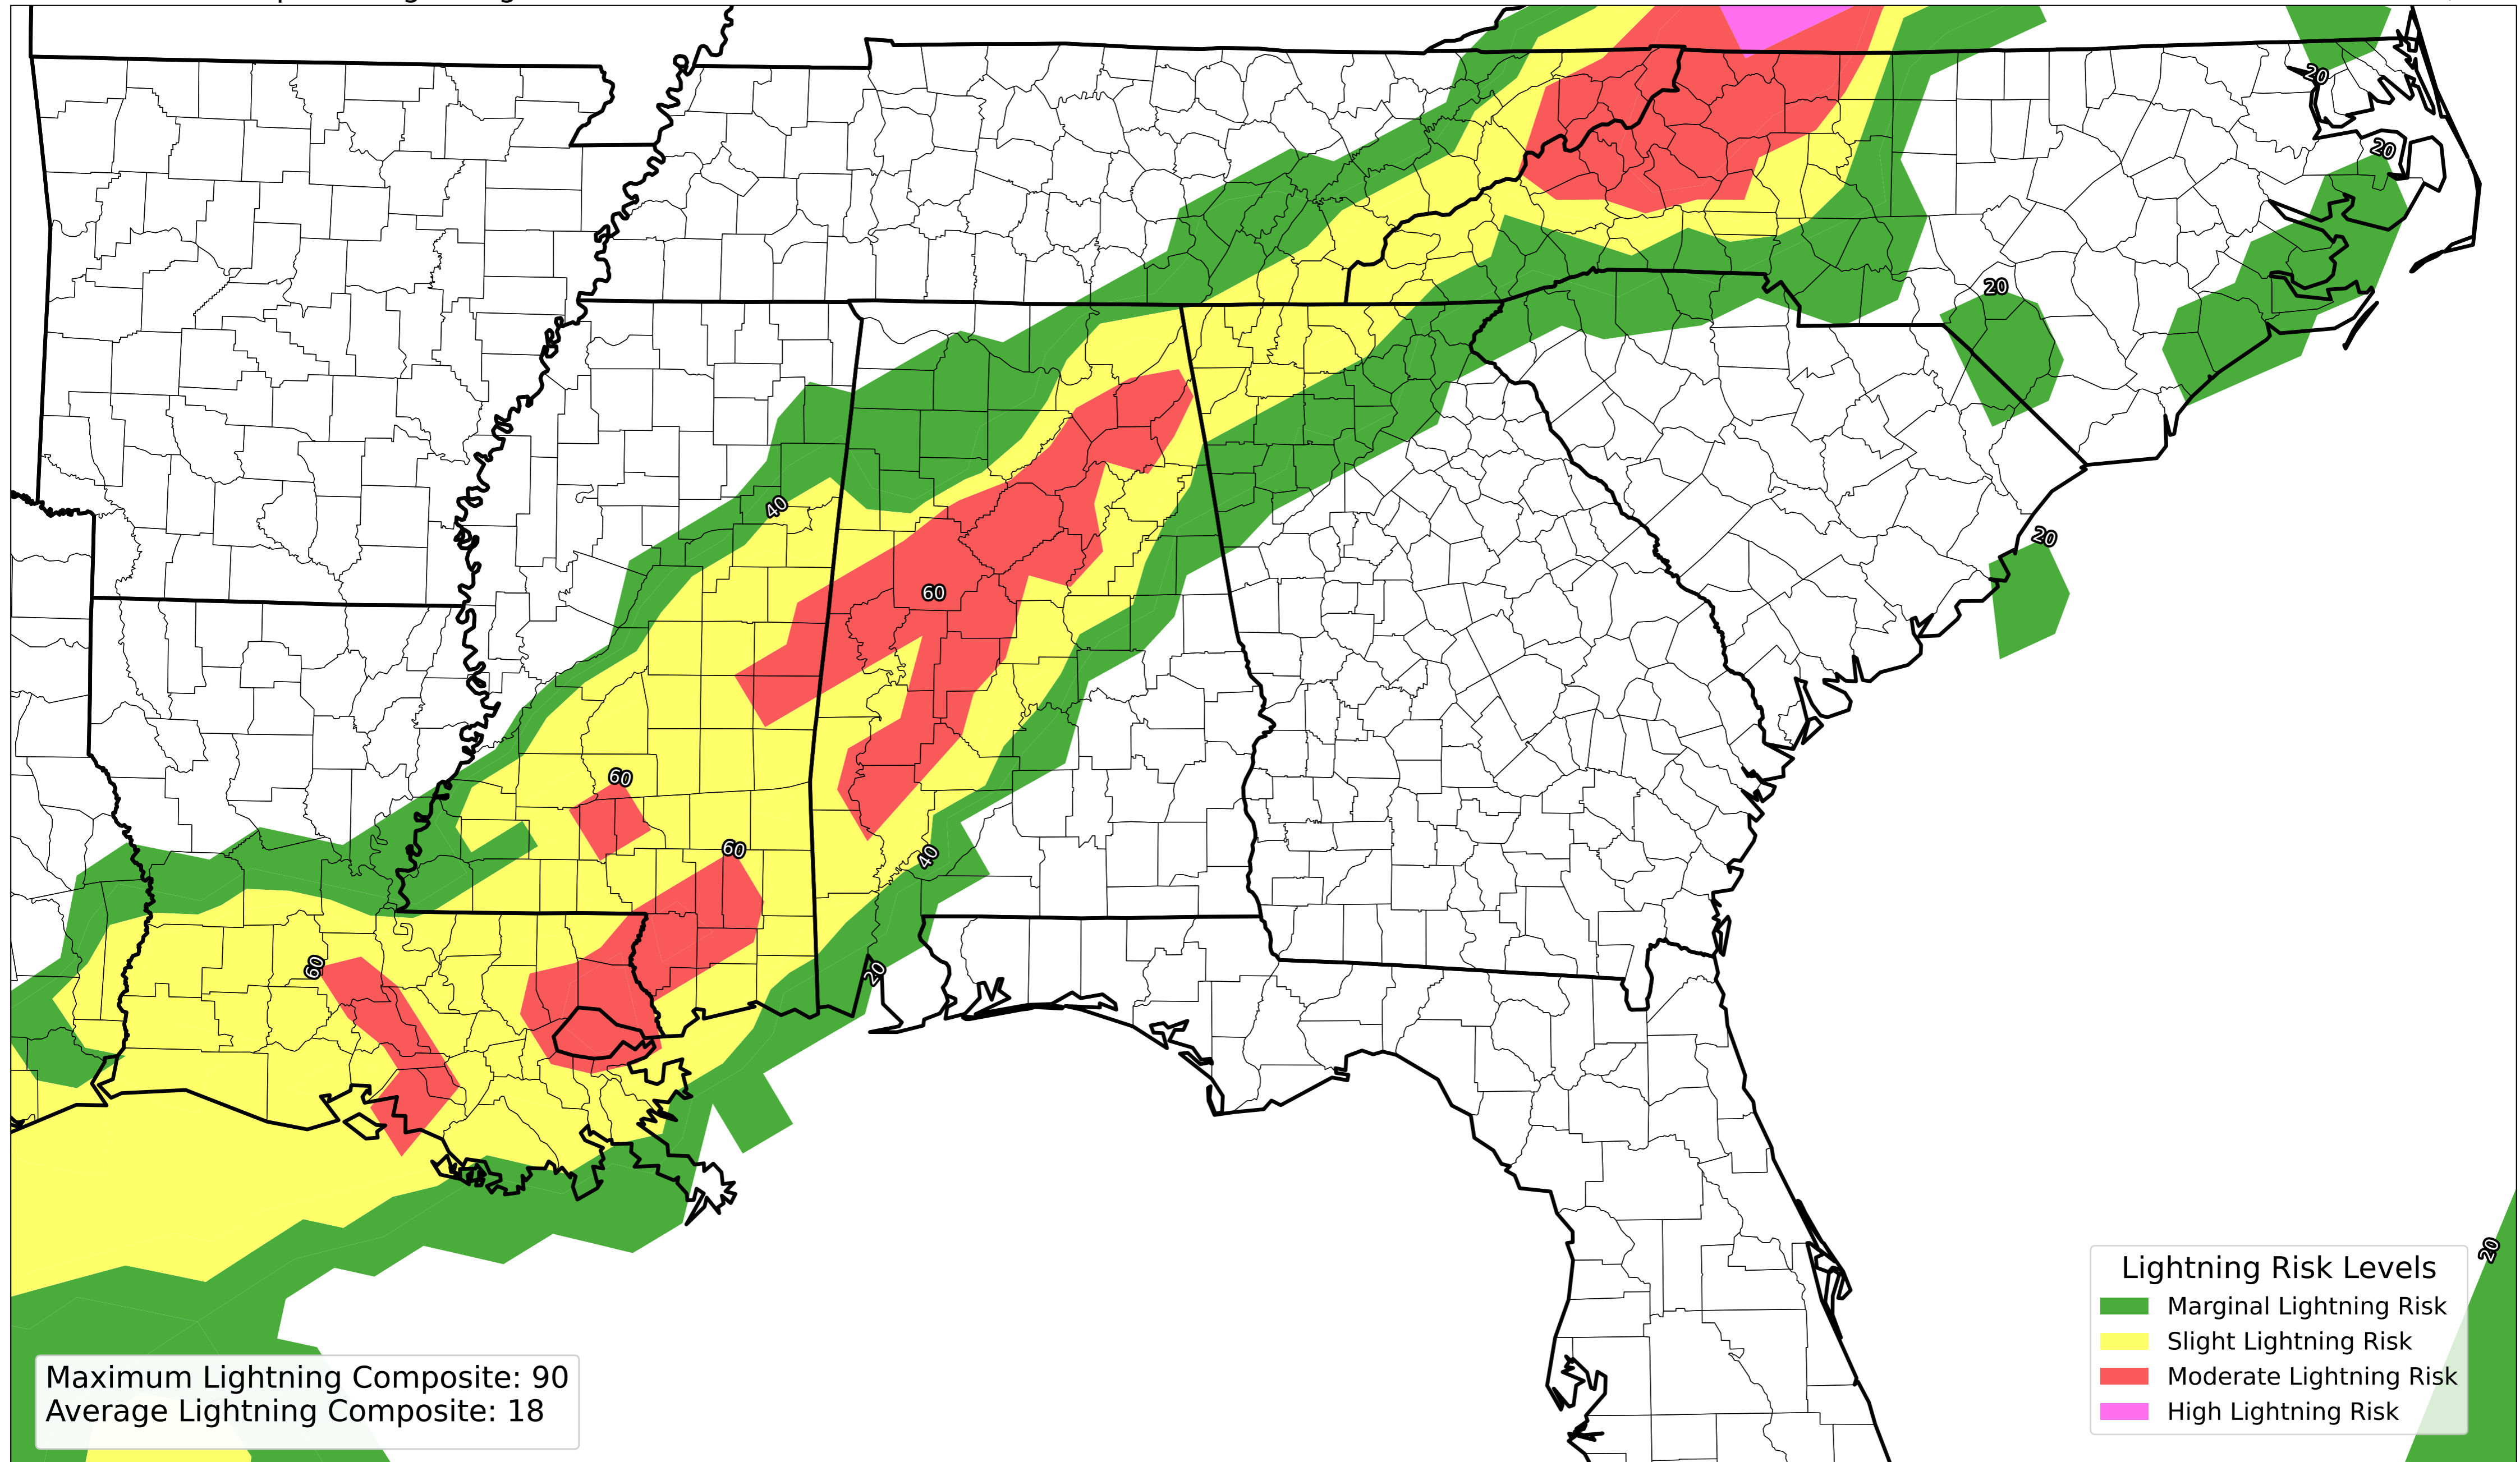 20
20
20
40
20
60
60
60
40
60
20
20
Lightning Risk Levels
Marginal Lightning Risk
Slight Lightning Risk
Moderate Lightning Risk
High Lightning Risk
Maximum Lightning Composite: 90
Average Lightning Composite: 18